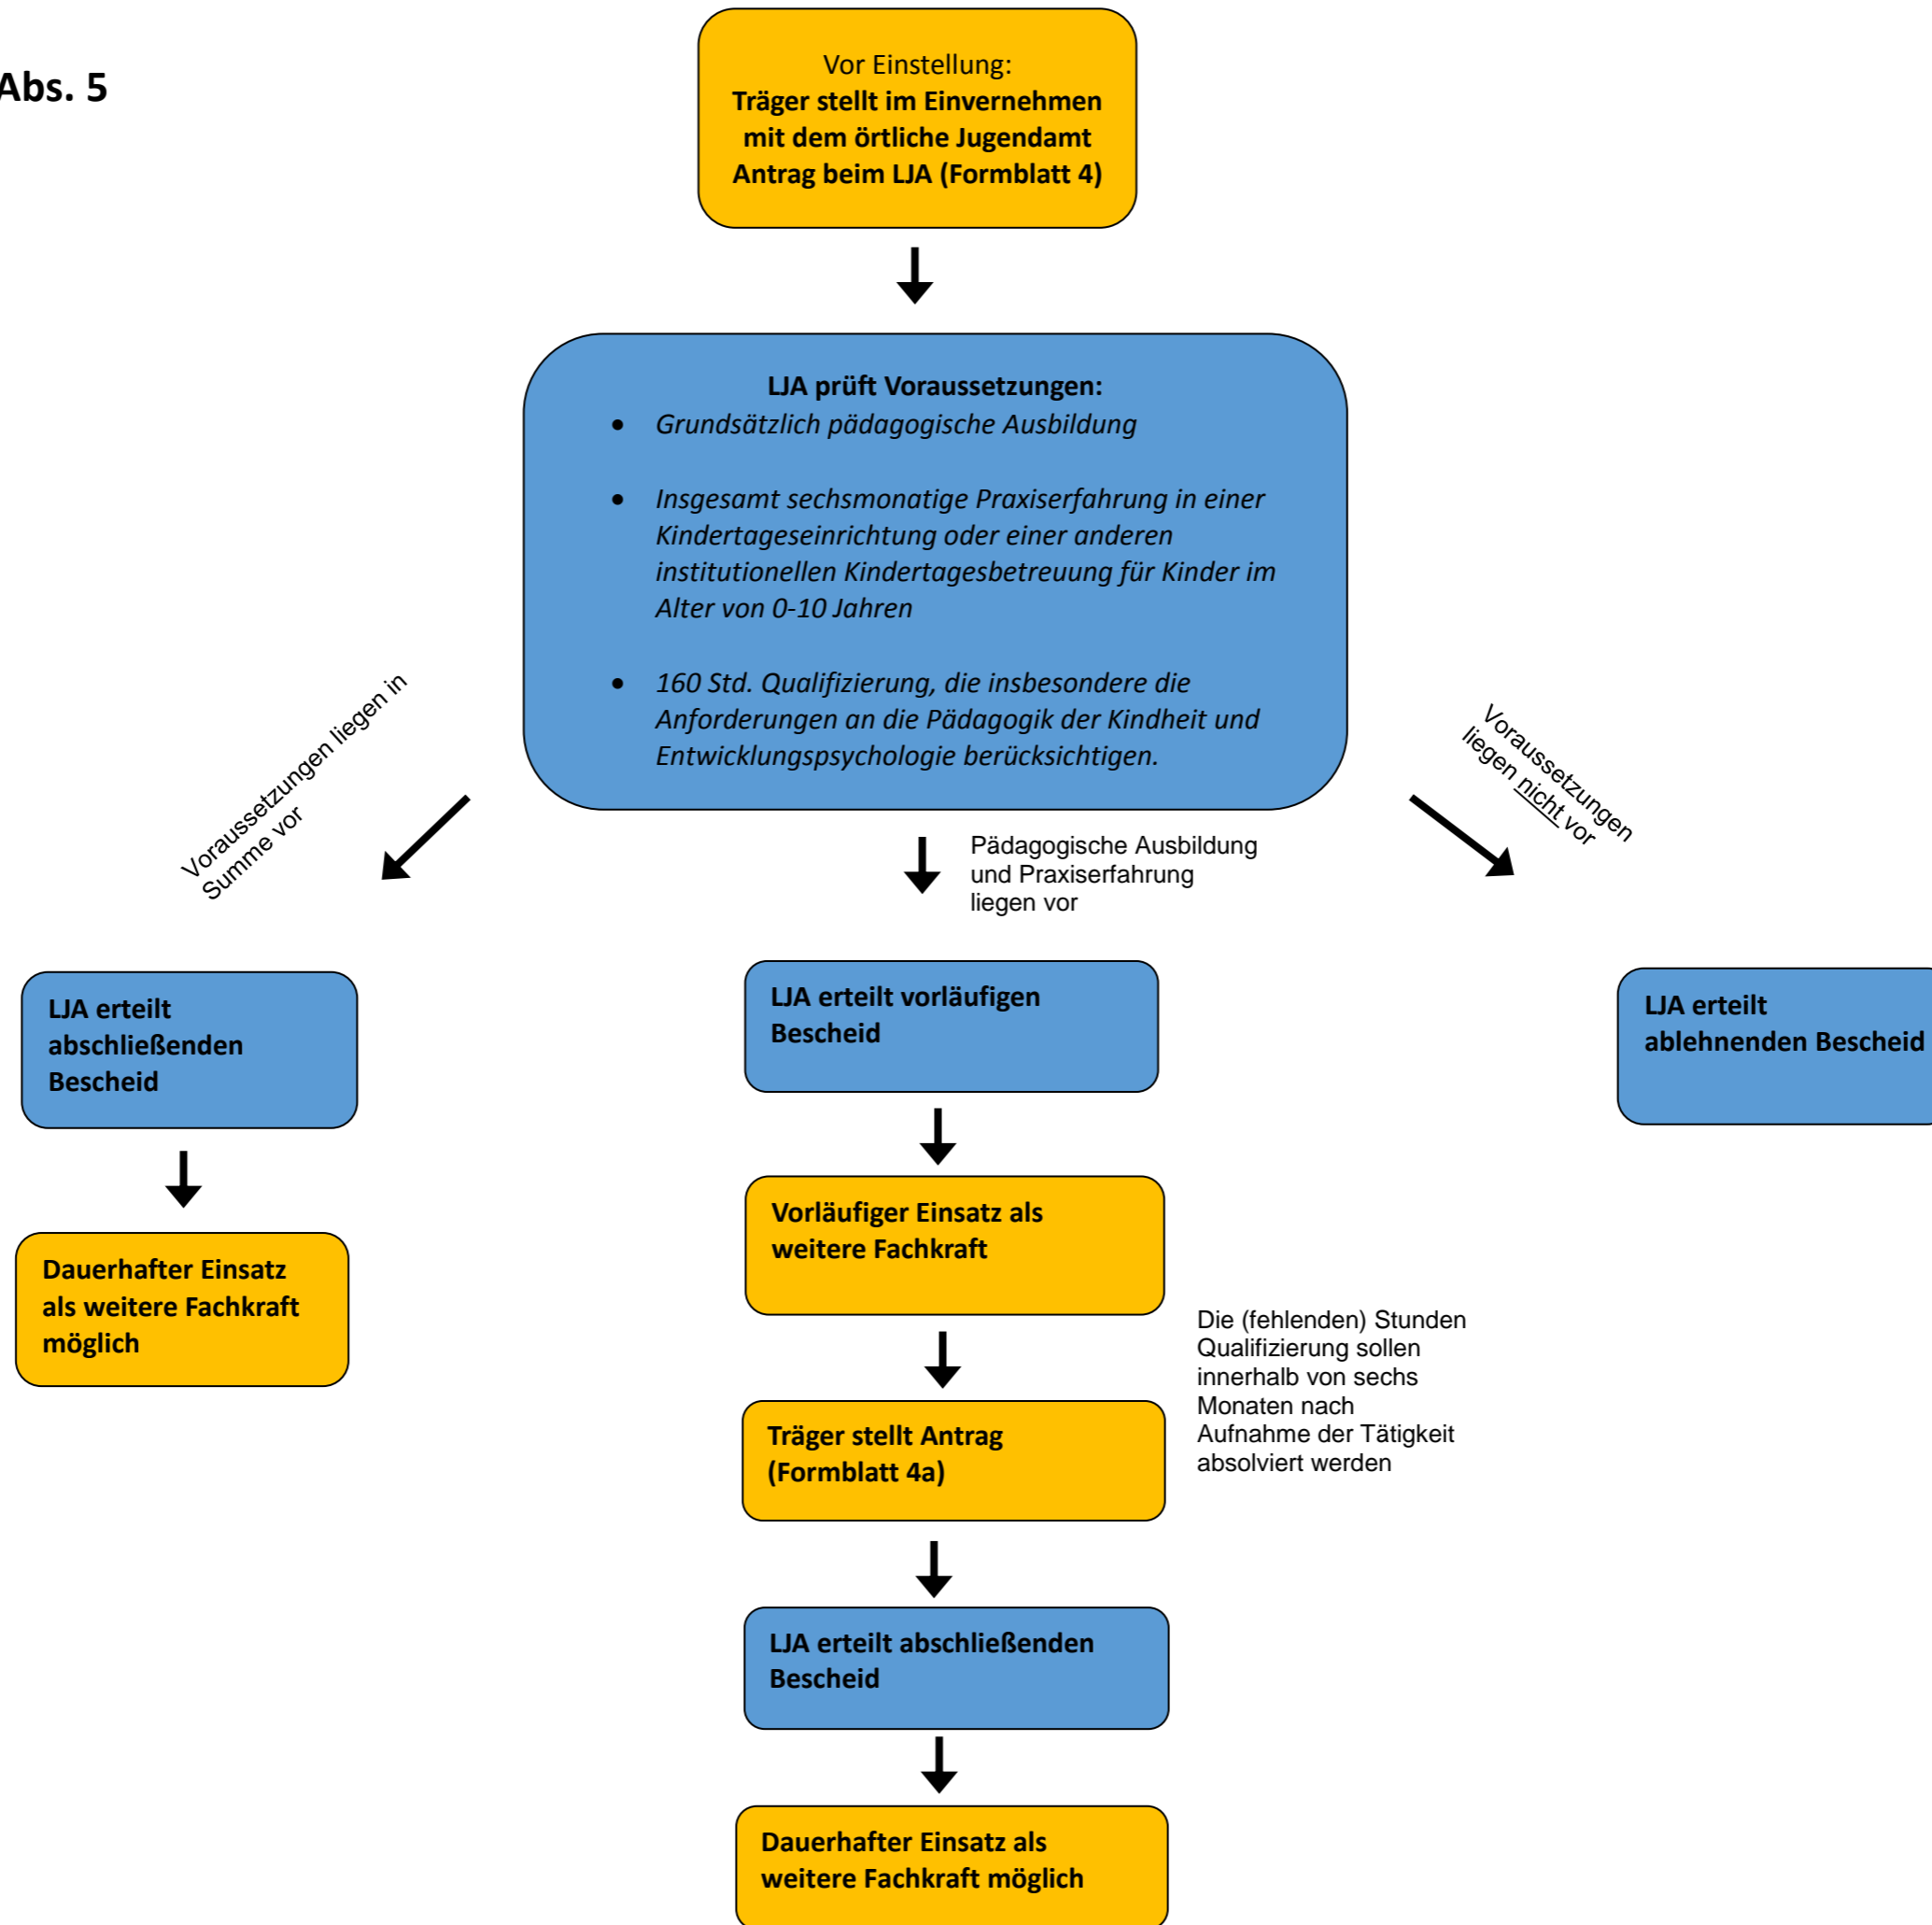 Abs. 5
Vor Einstellung:
Träger stellt im Einvernehmen
mit dem örtliche Jugendamt
Antrag beim LJA (Formblatt 4)
LJA prüft Voraussetzungen:
• Grundsätzlich pädagogische Ausbildung
• Insgesamt sechsmonatige Praxiserfahrung in einer
Kindertageseinrichtung oder einer anderen
institutionellen Kindertagesbetreuung für Kinder im
Alter von 0-10 Jahren
• 160 Std. Qualifizierung, die insbesondere die
Anforderungen an die Pädagogik der Kindheit und
Entwicklungspsychologie berücksichtigen.
Voraussetzungen liegen in
Summe vor
Pädagogische Ausbildung
und Praxiserfahrung
liegen vor
Voraussetzungen
liegen nicht vor
LJA erteilt
abschließenden
Bescheid
LJA erteilt vorläufigen
Bescheid
LJA erteilt
ablehnenden Bescheid
Dauerhafter Einsatz
als weitere Fachkraft
möglich
Vorläufiger Einsatz als
weitere Fachkraft
Die (fehlenden) Stunden
Qualifizierung sollen
innerhalb von sechs
Monaten nach
Aufnahme der Tätigkeit
absolviert werden
Träger stellt Antrag
(Formblatt 4a)
LJA erteilt abschließenden
Bescheid
Dauerhafter Einsatz als
weitere Fachkraft möglich